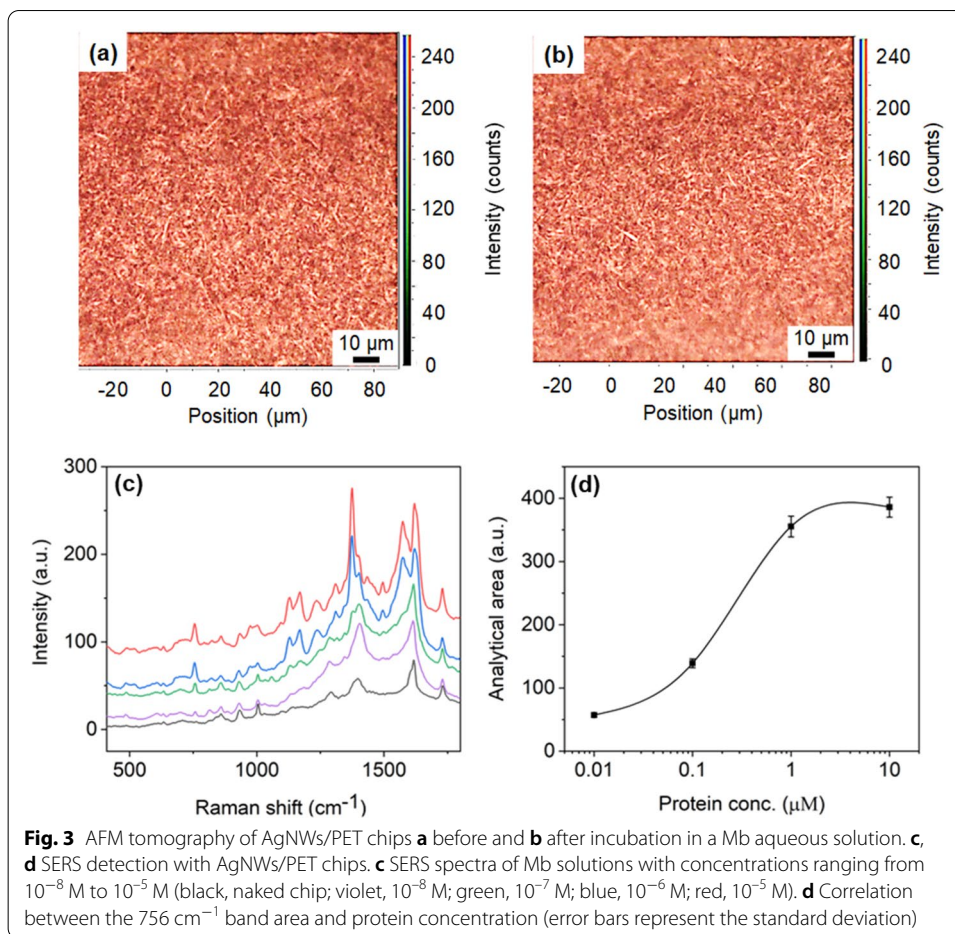 (a)
240
200
160
120
80
40
0
Intensity (counts)
10 µm
-20 0 20 40 60 80
Position (µm)
(b)
240
200
160
120
80
40
0
Intensity (counts)
10 µm
-20 0 20 40 60 80
Position (µm)
(c)
300
200
100
0
Intensity (a.u.)
500 1000 1500
Raman shift (cm⁻¹)
(d)
400
300
200
100
0
Analytical area (a.u.)
0.01 0.1 1 10
Protein conc. (µM)
Fig. 3 AFM tomography of AgNWs/PET chips a before and b after incubation in a Mb aqueous solution. c,
d SERS detection with AgNWs/PET chips. c SERS spectra of Mb solutions with concentrations ranging from
10⁻⁸ M to 10⁻⁵ M (black, naked chip; violet, 10⁻⁸ M; green, 10⁻⁷ M; blue, 10⁻⁶ M; red, 10⁻⁵ M). d Correlation
between the 756 cm⁻¹ band area and protein concentration (error bars represent the standard deviation)